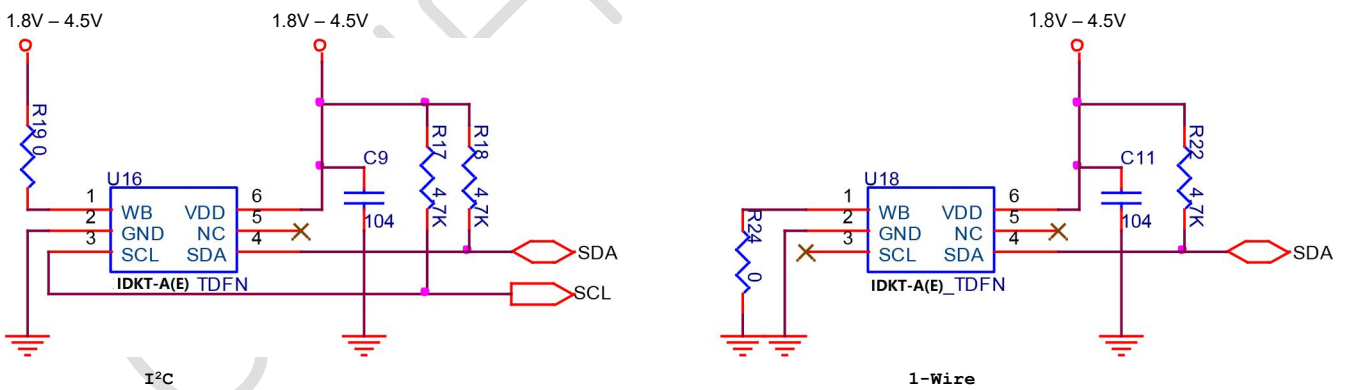 1.8V – 4.5V
1.8V – 4.5V
R19
0
R17
4.7K
R18
4.7K
C9
104
U16
1 WB VDD 6
2 GND NC 5
3 SCL SDA 4
IDKT-A(E) TDFN
SDA
SCL
I²C
1.8V – 4.5V
R22
4.7K
C11
104
U18
1 WB VDD 6
2 GND NC 5
3 SCL SDA 4
R24
0
IDKT-A(E)_TDFN
SDA
1-Wire